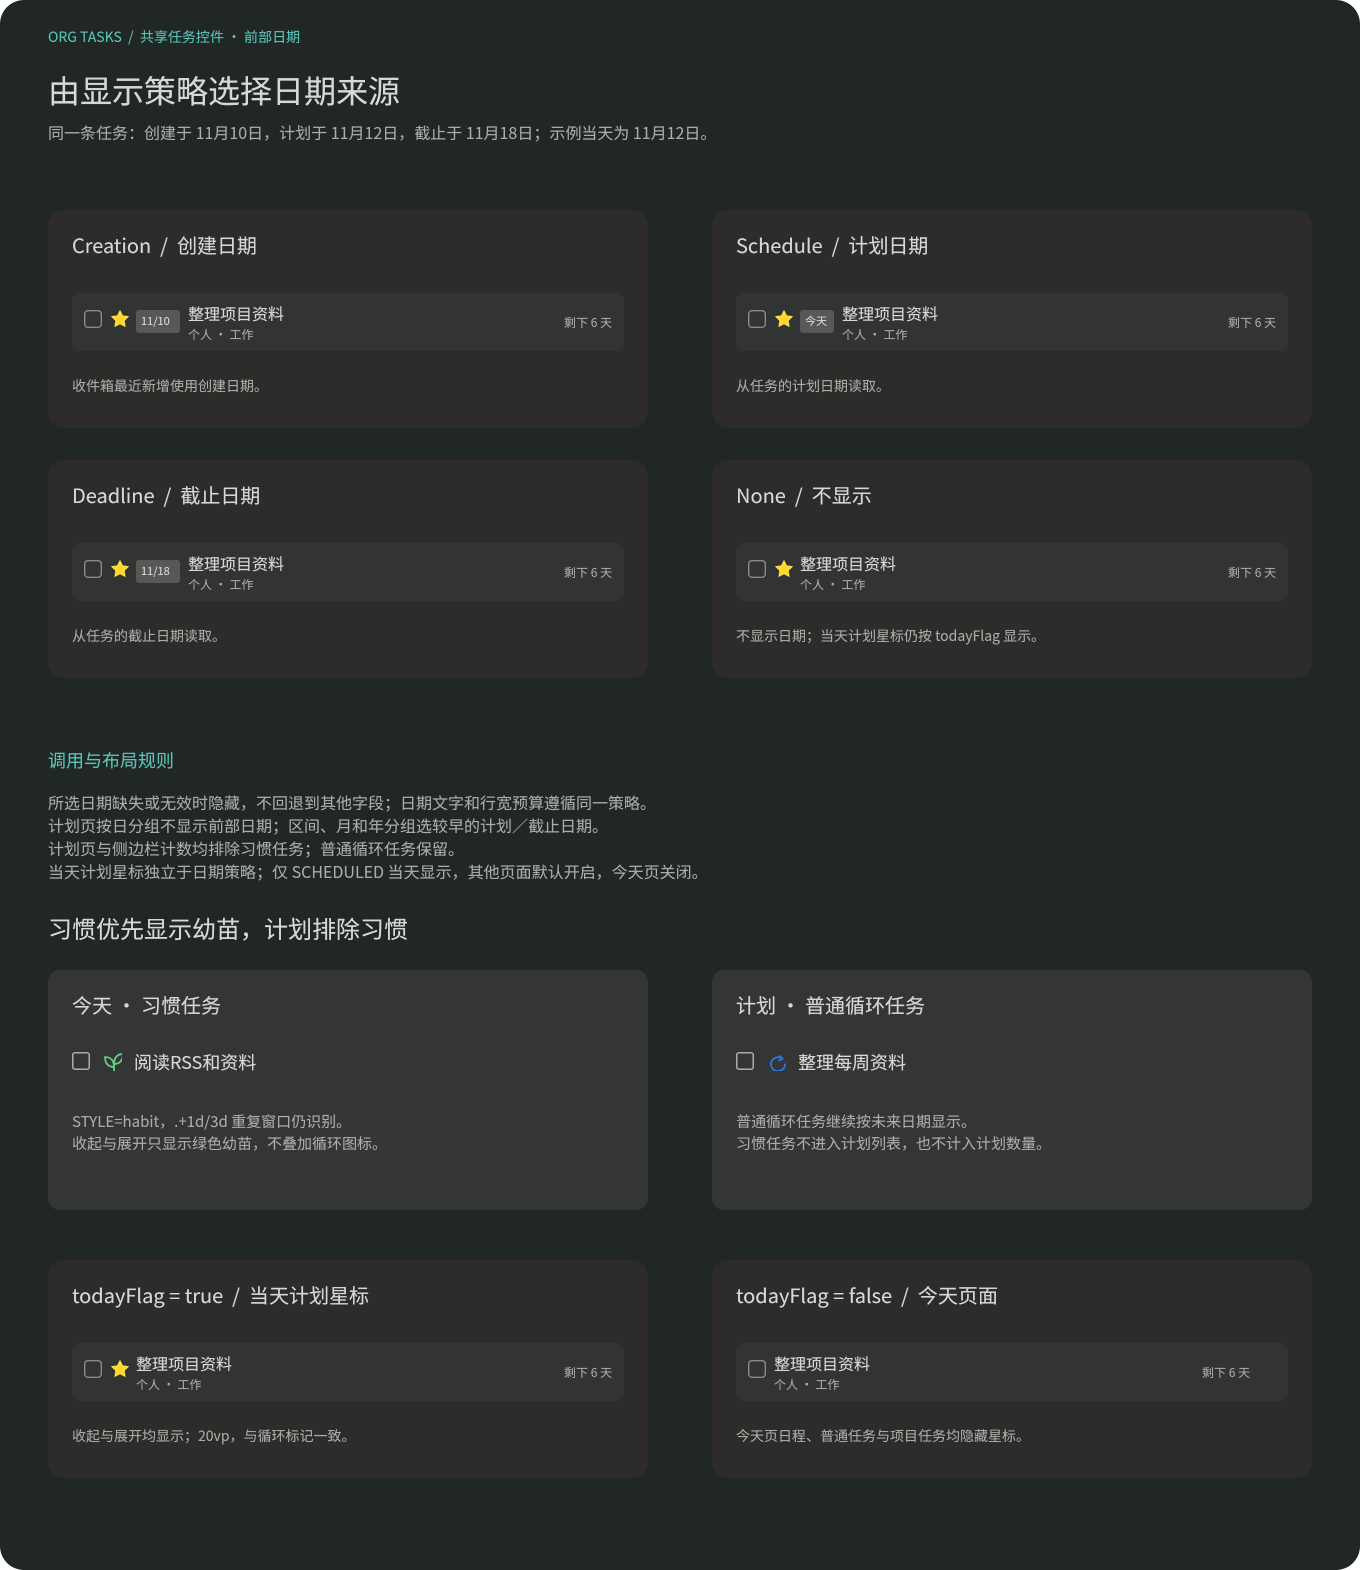 ORG TASKS / 共享任务控件 · 前部日期
由显示策略选择日期来源
同一条任务：创建于 11月10日，计划于 11月12日，截止于 11月18日；示例当天为 11月12日。
Creation / 创建日期
11/10 整理项目资料
个人 · 工作
剩下 6 天
收件箱最近新增使用创建日期。
Schedule / 计划日期
今天 整理项目资料
个人 · 工作
剩下 6 天
从任务的计划日期读取。
Deadline / 截止日期
11/18 整理项目资料
个人 · 工作
剩下 6 天
从任务的截止日期读取。
None / 不显示
整理项目资料
个人 · 工作
剩下 6 天
不显示日期；当天计划星标仍按 todayFlag 显示。
调用与布局规则
所选日期缺失或无效时隐藏，不回退到其他字段；日期文字和行宽预算遵循同一策略。
计划页按日分组不显示前部日期；区间、月和年分组选较早的计划／截止日期。
计划页与侧边栏计数均排除习惯任务；普通循环任务保留。
当天计划星标独立于日期策略；仅 SCHEDULED 当天显示，其他页面默认开启，今天页关闭。
习惯优先显示幼苗，计划排除习惯
今天 · 习惯任务
阅读RSS和资料
STYLE=habit，.+1d/3d 重复窗口仍识别。
收起与展开只显示绿色幼苗，不叠加循环图标。
计划 · 普通循环任务
整理每周资料
普通循环任务继续按未来日期显示。
习惯任务不进入计划列表，也不计入计划数量。
todayFlag = true / 当天计划星标
整理项目资料
个人 · 工作
剩下 6 天
收起与展开均显示；20vp，与循环标记一致。
todayFlag = false / 今天页面
整理项目资料
个人 · 工作
剩下 6 天
今天页日程、普通任务与项目任务均隐藏星标。